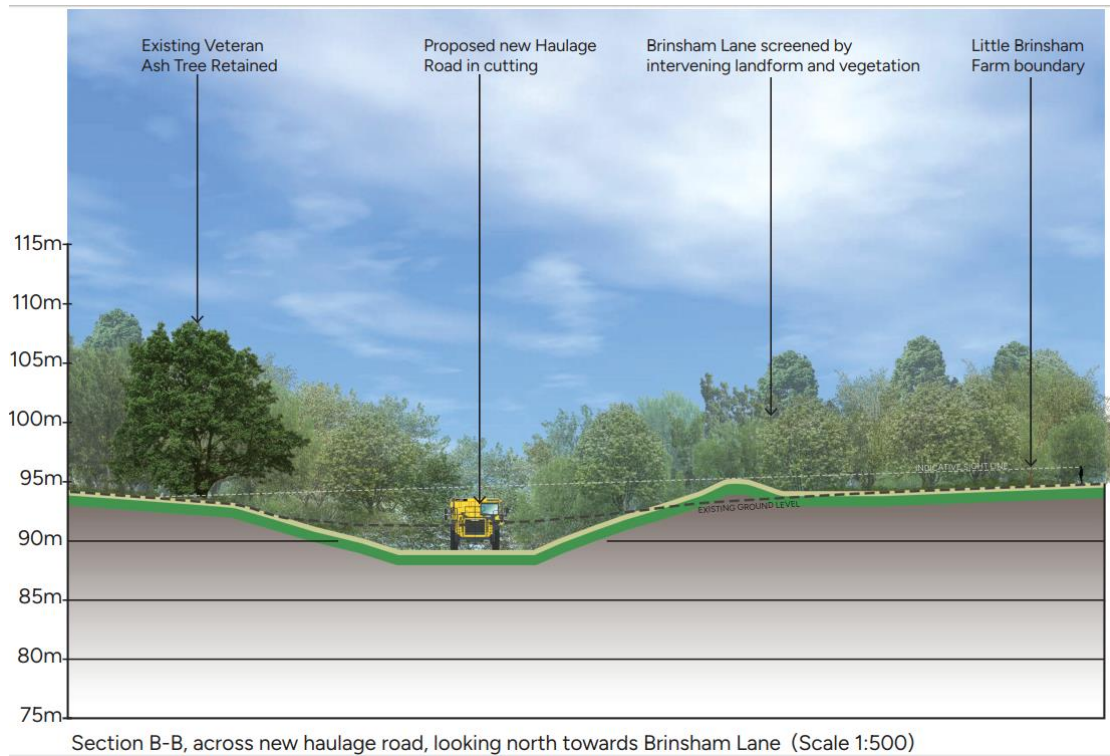 Existing Veteran
Ash Tree Retained
Proposed new Haulage
Road in cutting
Brinsham Lane screened by
intervening landform and vegetation
Little Brinsham
Farm boundary
115m
110m
105m
100m
95m
90m
85m
80m
75m
INDICATIVE SIGHT LINE
EXISTING GROUND LEVEL
Section B-B, across new haulage road, looking north towards Brinsham Lane (Scale 1:500)